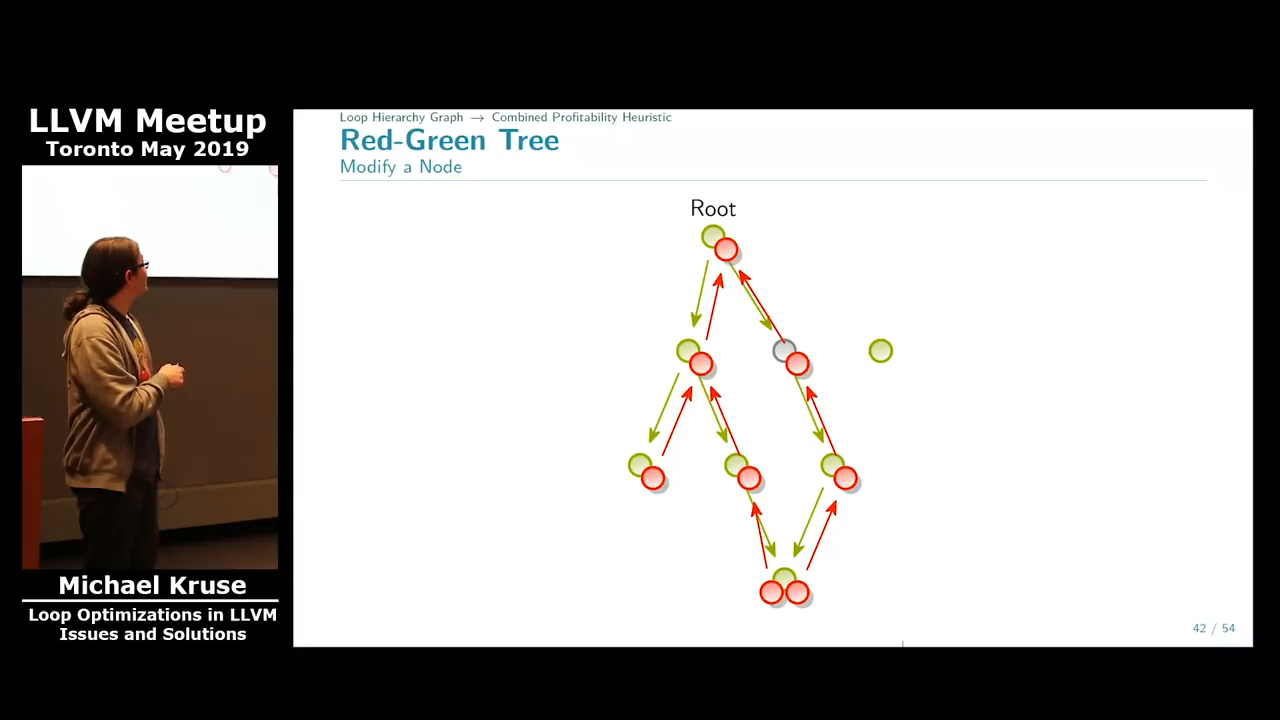 LLVM Meetup
Toronto May 2019
Michael Kruse
Loop Optimizations in LLVM
Issues and Solutions
Loop Hierarchy Graph → Combined Profitability Heuristic
Red-Green Tree
Modify a Node
Root
42 / 54